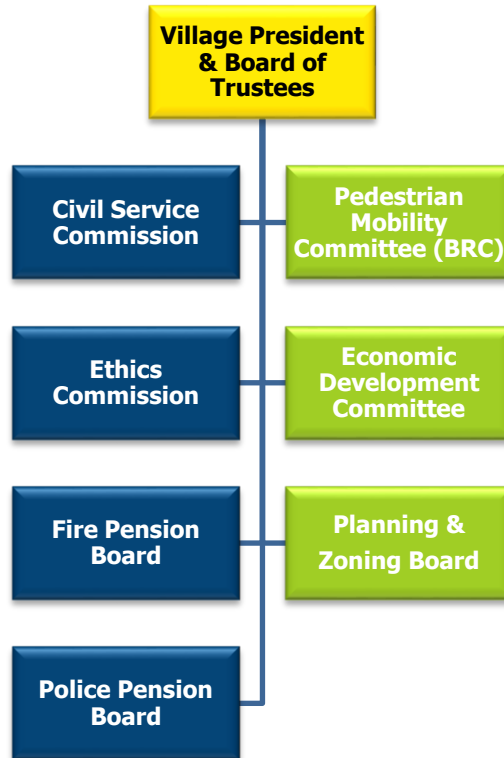 Village President
& Board of
Trustees
Civil Service
Commission
Pedestrian
Mobility
Committee (BRC)
Ethics
Commission
Economic
Development
Committee
Fire Pension
Board
Planning &
Zoning Board
Police Pension
Board